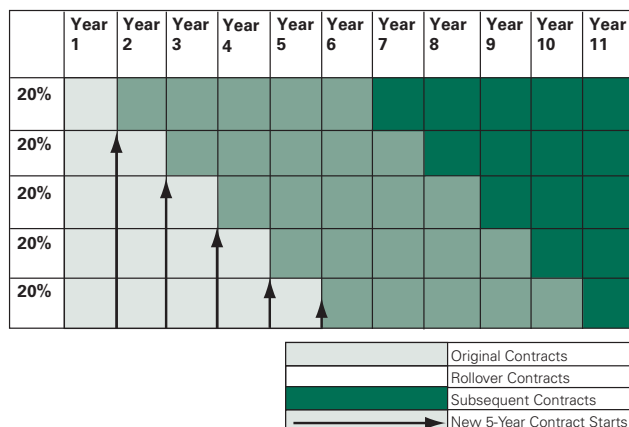 Year 1 Year 2 Year 3 Year 4 Year 5 Year 6 Year 7 Year 8 Year 9 Year 10 Year 11
20%
20%
20%
20%
20%
Original Contracts
Rollover Contracts
Subsequent Contracts
New 5-Year Contract Starts